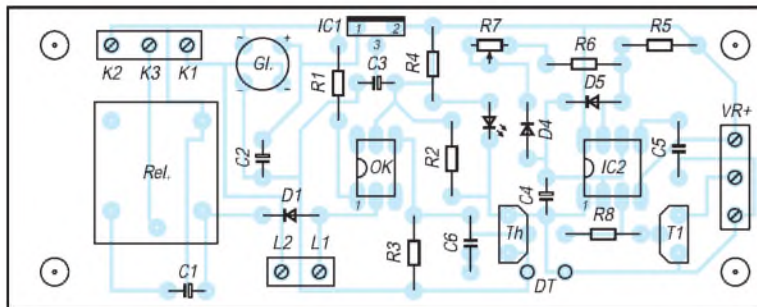 IC1
1 2
3
K2 K3 K1
Gl.
- +
- -
R1
C3
R4
R7
R6
R5
D5
D4
VR+
Rel.
C2
OK
1
R2
C4
IC2
1
C5
D1
L2 L1
C1
R3
C6
Th
R8
T1
DT